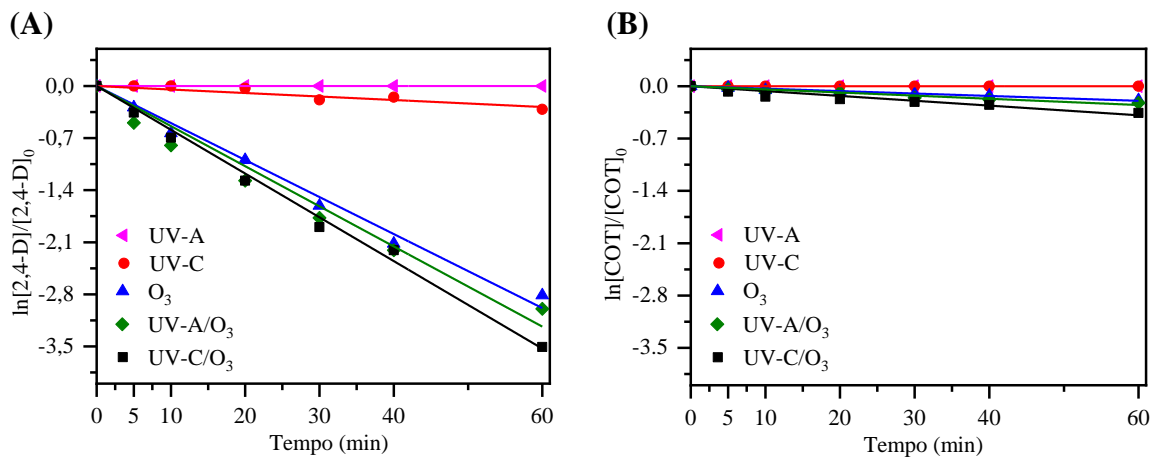 (A)
ln[2,4-D]/[2,4-D]0
0,0
-0,7
-1,4
-2,1
-2,8
-3,5
UV-A
UV-C
O3
UV-A/O3
UV-C/O3
0 5 10 20 30 40 60
Tempo (min)
(B)
ln[COT]/[COT]0
0,0
-0,7
-1,4
-2,1
-2,8
-3,5
UV-A
UV-C
O3
UV-A/O3
UV-C/O3
0 5 10 20 30 40 60
Tempo (min)